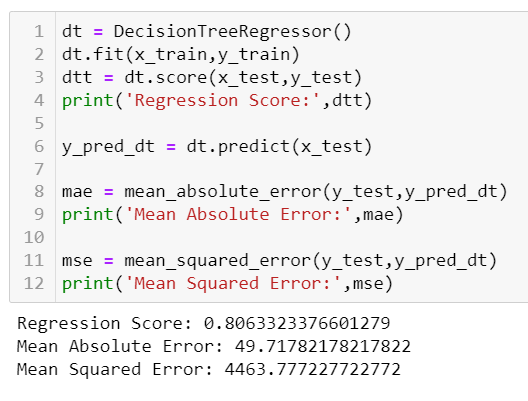 1 dt = DecisionTreeRegressor()
2 dt.fit(x_train,y_train)
3 dtt = dt.score(x_test,y_test)
4 print('Regression Score:',dtt)
5
6 y_pred_dt = dt.predict(x_test)
7
8 mae = mean_absolute_error(y_test,y_pred_dt)
9 print('Mean Absolute Error:',mae)
10
11 mse = mean_squared_error(y_test,y_pred_dt)
12 print('Mean Squared Error:',mse)
Regression Score: 0.8063323376601279
Mean Absolute Error: 49.71782178217822
Mean Squared Error: 4463.777227722772